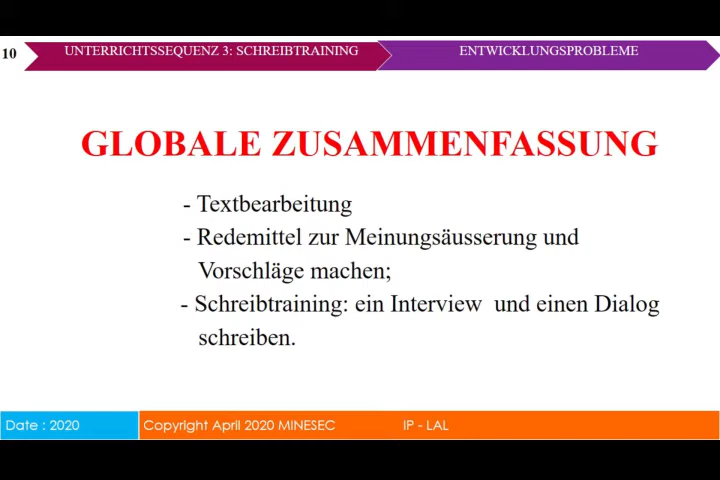 10 UNTERRICHTSSEQUENZ 3: SCHREIBTRAINING ENTWICKLUNGSPROBLEME
GLOBALE ZUSAMMENFASSUNG
- Textbearbeitung
- Redemittel zur Meinungsäusserung und
Vorschläge machen;
- Schreibtraining: ein Interview und einen Dialog
schreiben.
Date : 2020 Copyright April 2020 MINESEC IP - LAL